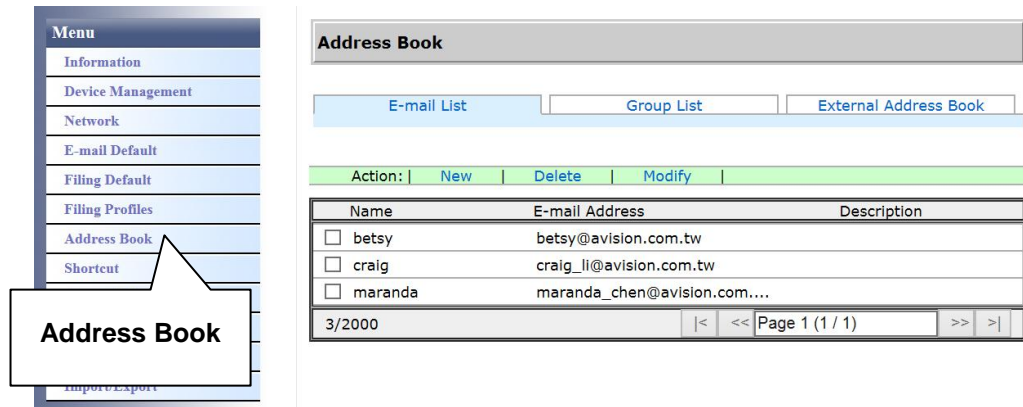 Menu
Information
Device Management
Network
E-mail Default
Filing Default
Filing Profiles
Address Book
Shortcut
Address Book
Import/Export
Address Book
E-mail List Group List External Address Book
Action: | New | Delete | Modify |
Name E-mail Address Description
betsy betsy@avision.com.tw
craig craig_li@avision.com.tw
maranda maranda_chen@avision.com....
3/2000 |< << Page 1 (1 / 1) >> >|